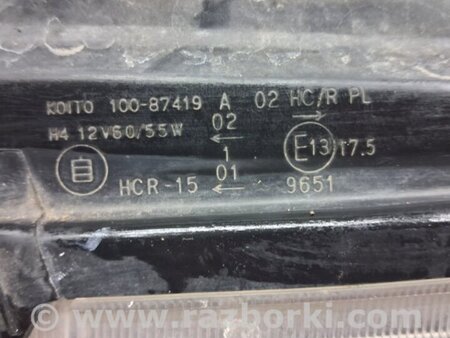 KOITO 100-87419 A 02 HC/R PL
H4 12V60/55W 02 ← →
1 E13 17.5
自 HCR-15 01 ← 9651
www.razborki.com